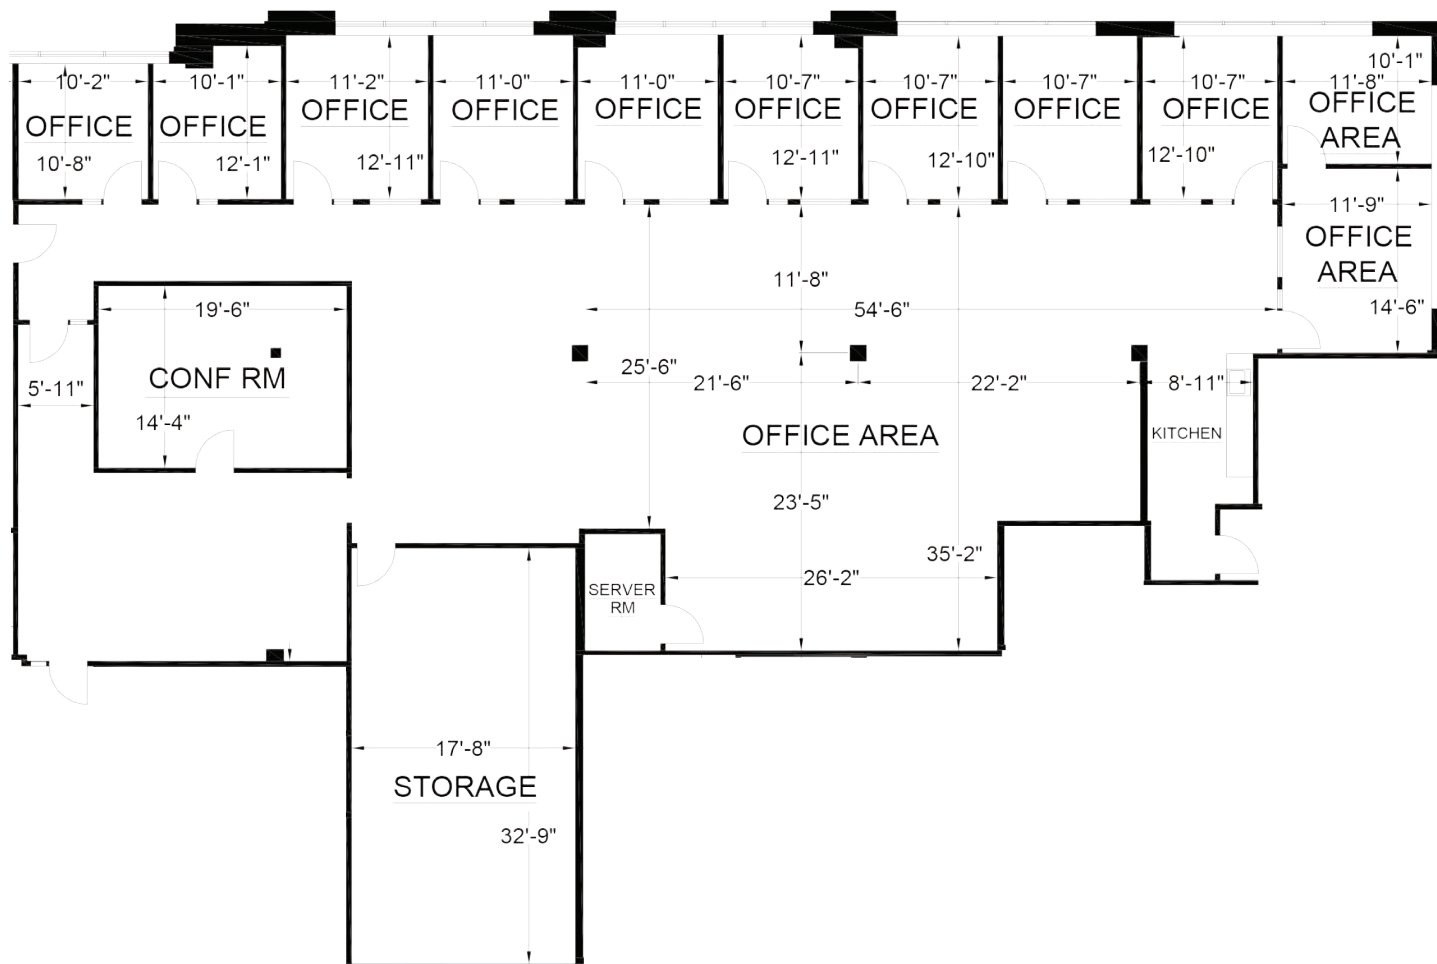 10'-2"
OFFICE
10'-8"
10'-1"
OFFICE
12'-1"
11'-2"
OFFICE
12'-11"
11'-0"
OFFICE
11'-0"
OFFICE
10'-7"
OFFICE
12'-11"
10'-7"
OFFICE
12'-10"
10'-7"
OFFICE
10'-7"
OFFICE
12'-10"
10'-1"
11'-8"
OFFICE
AREA
11'-9"
OFFICE
AREA
14'-6"
19'-6"
CONF RM
14'-4"
5'-11"
11'-8"
54'-6"
25'-6"
21'-6"
22'-2"
8'-11"
KITCHEN
OFFICE AREA
23'-5"
35'-2"
26'-2"
SERVER
RM
17'-8"
STORAGE
32'-9"